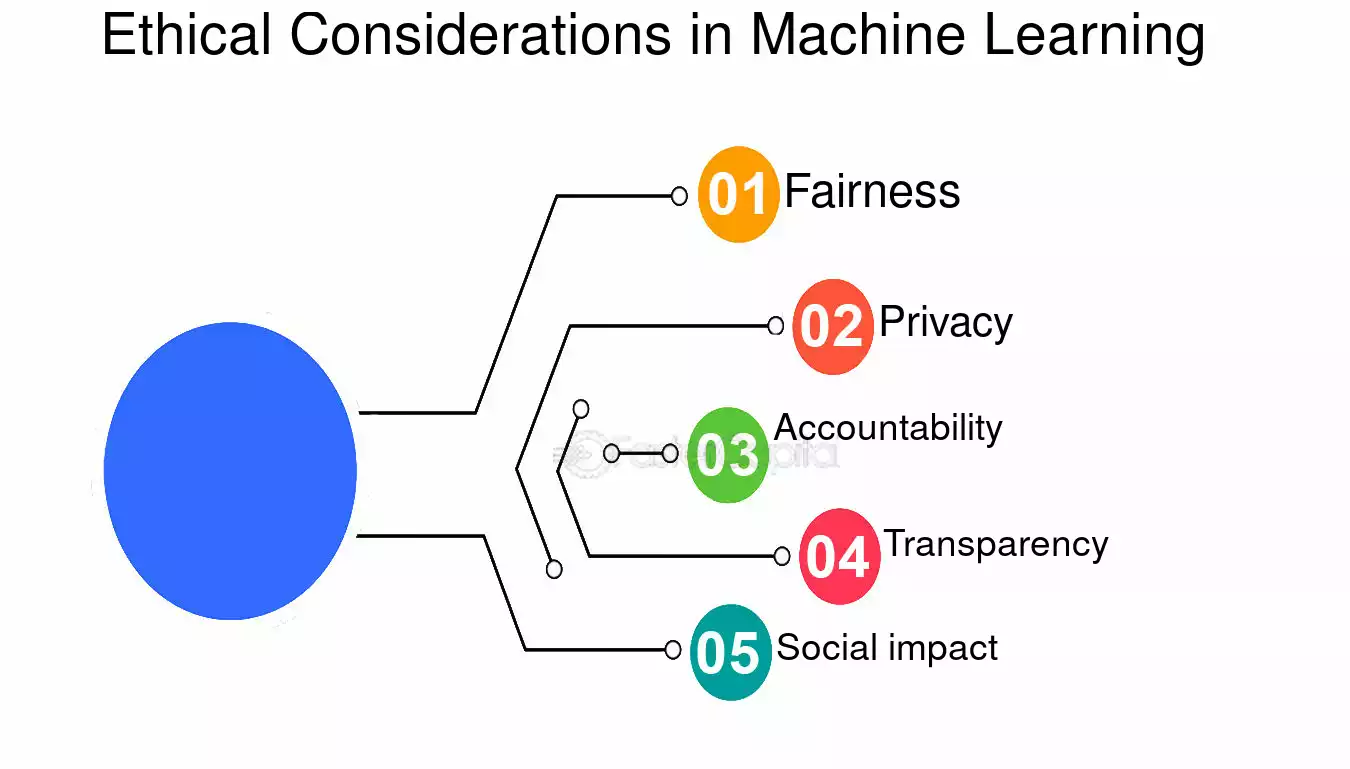 Ethical Considerations in Machine Learning
01 Fairness
02 Privacy
03 Accountability
04 Transparency
05 Social impact